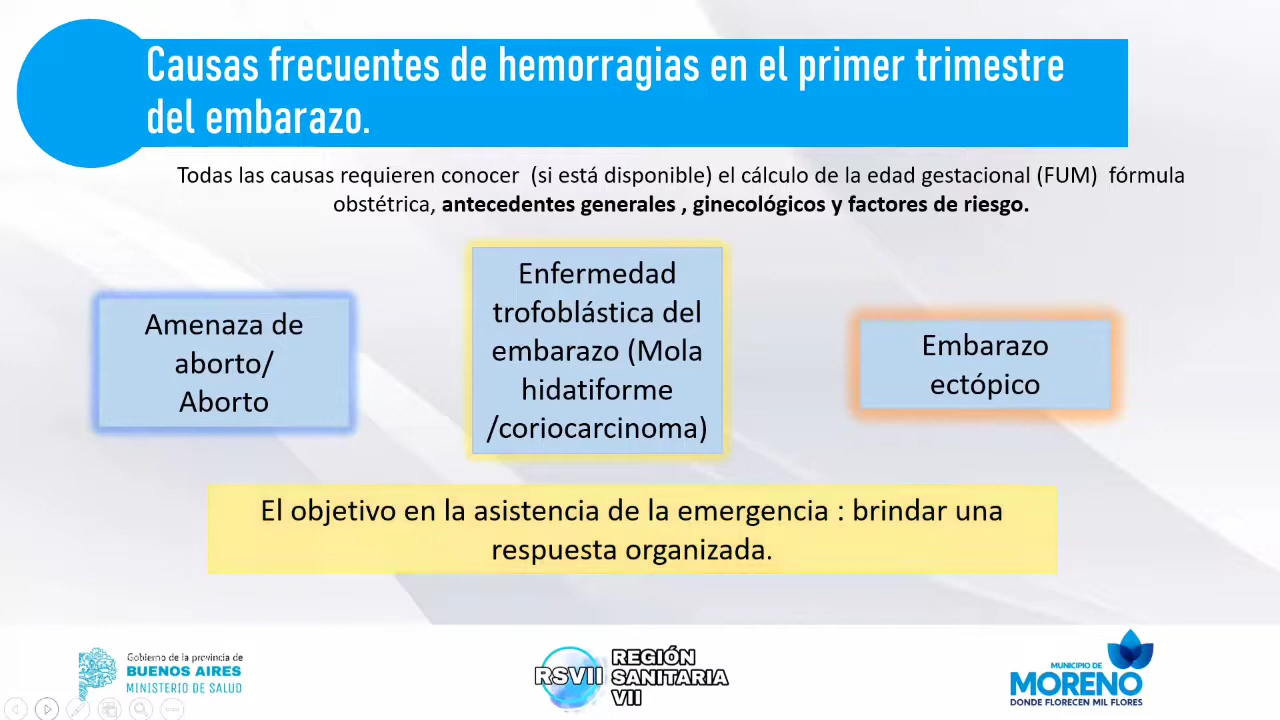 Causas frecuentes de hemorragias en el primer trimestre
del embarazo.
Todas las causas requieren conocer (si está disponible) el cálculo de la edad gestacional (FUM) fórmula
obstétrica, antecedentes generales , ginecológicos y factores de riesgo.
Amenaza de
aborto/
Aborto
Enfermedad
trofoblástica del
embarazo (Mola
hidatiforme
/coriocarcinoma)
Embarazo
ectópico
El objetivo en la asistencia de la emergencia : brindar una
respuesta organizada.
Gobierno de la provincia de
BUENOS AIRES
MINISTERIO DE SALUD
RSVII
REGIÓN
SANITARIA
VII
MUNICIPIO DE
MORENO
DONDE FLORECEN MIL FLORES